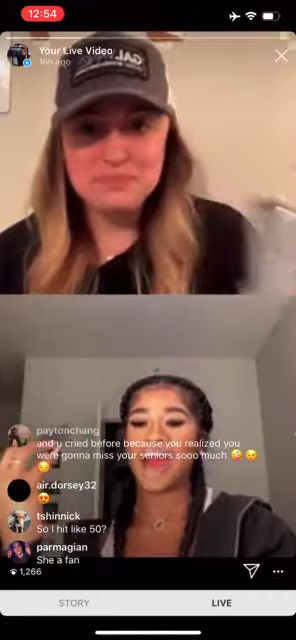 12:54
Your Live Video
16h ago
paytonchang
and u cried before because you realized you
were gonna miss your seniors sooo much 🤪😒
😒
air.dorsey32
😍
tshinnick
So I hit like 50?
parmagian
She a fan
1,266
STORY
LIVE